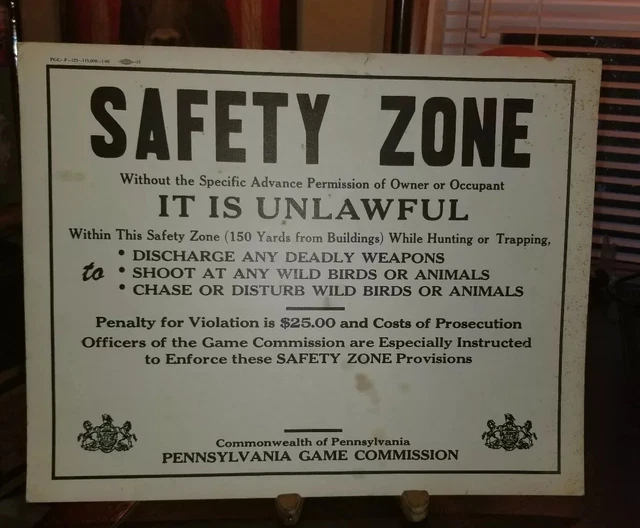 SAFETY ZONE
Without the Specific Advance Permission of Owner or Occupant
IT IS UNLAWFUL
Within This Safety Zone (150 Yards from Buildings) While Hunting or Trapping,
to
• DISCHARGE ANY DEADLY WEAPONS
• SHOOT AT ANY WILD BIRDS OR ANIMALS
• CHASE OR DISTURB WILD BIRDS OR ANIMALS
Penalty for Violation is $25.00 and Costs of Prosecution
Officers of the Game Commission are Especially Instructed
to Enforce these SAFETY ZONE Provisions
Commonwealth of Pennsylvania
PENNSYLVANIA GAME COMMISSION